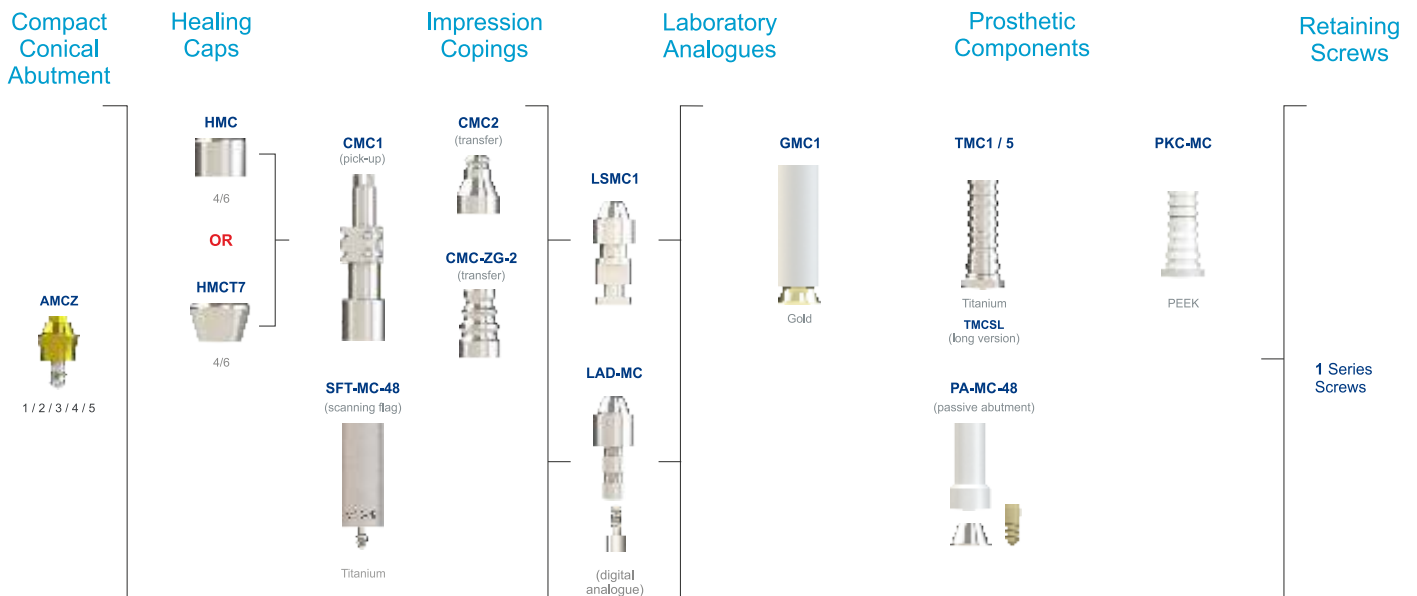 Compact
Conical
Abutment
Healing
Caps
Impression
Copings
Laboratory
Analogues
Prosthetic
Components
Retaining
Screws
AMCZ
1 / 2 / 3 / 4 / 5
HMC
4/6
OR
HMCT7
4/6
CMC1
(pick-up)
SFT-MC-48
(scanning flag)
Titanium
CMC2
(transfer)
CMC-ZG-2
(transfer)
LSMC1
LAD-MC
(digital
analogue)
GMC1
Gold
TMC1 / 5
Titanium
TMCSL
(long version)
PA-MC-48
(passive abutment)
PKC-MC
PEEK
1 Series
Screws